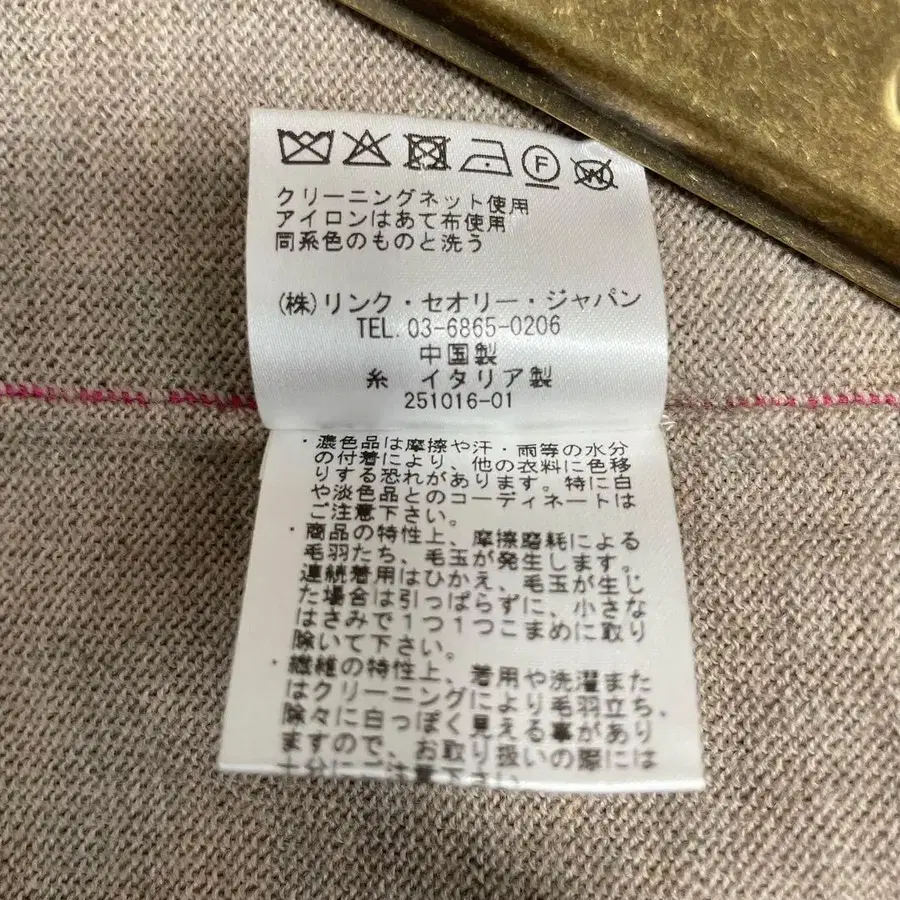 F
W
クリーニングネット使用
アイロンはあて布使用
同系色のものと洗う
(株)リンク・セオリー・ジャパン
TEL. 03-6865-0206
中国製
糸 イタリア製
251016-01
・濃色品は摩擦や汗・雨等の水分
の付着により、他の衣料に色移
りする恐れがあります。特に白
や淡色品とのコーディネートは
ご注意下さい。
・商品の特性上、摩擦磨耗による
毛羽たち、毛玉が発生します。
連続着用はひかえ、毛玉が生じ
た場合は引っぱらずに、小さな
はさみで1つ1つこまめに取り
除いて下さい。
・繊維の特性上、着用や洗濯また
はクリーニングにより毛羽立ち、
除々に白っぽく見える事があり
ますので、お取り扱いの際には
十分にご注意下さい。